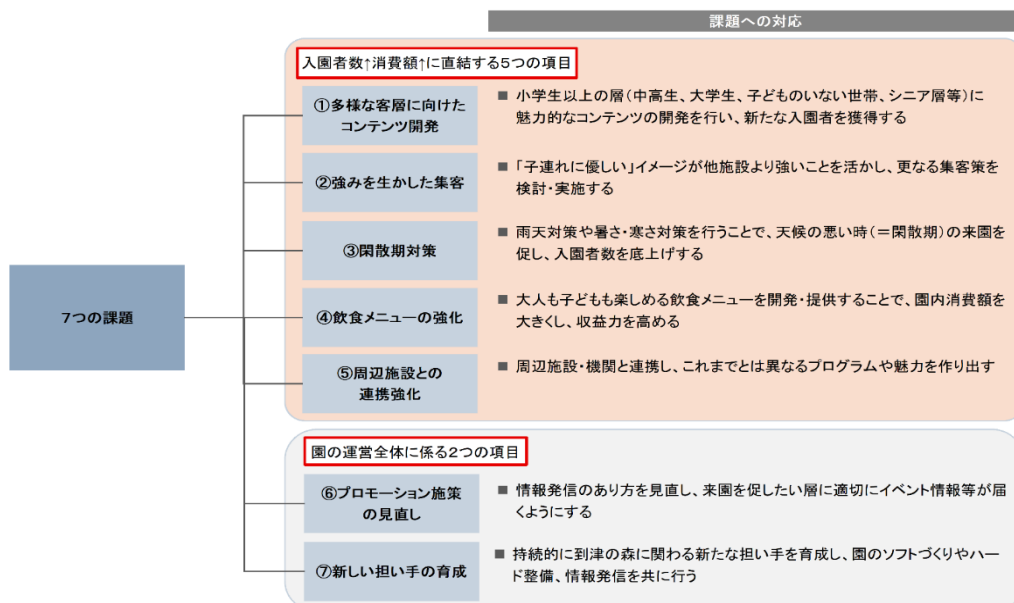 課題への対応
入園者数↑消費額↑に直結する5つの項目
①多様な客層に向けた
コンテンツ開発
■ 小学生以上の層(中高生、大学生、子どものいない世帯、シニア層等)に
魅力的なコンテンツの開発を行い、新たな入園者を獲得する
②強みを生かした集客
■ 「子連れに優しい」イメージが他施設より強いことを活かし、更なる集客策を
検討・実施する
③閑散期対策
■ 雨天対策や暑さ・寒さ対策を行うことで、天候の悪い時(=閑散期)の来園を
促し、入園者数を底上げする
7つの課題
④飲食メニューの強化
■ 大人も子どもも楽しめる飲食メニューを開発・提供することで、園内消費額を
大きくし、収益力を高める
⑤周辺施設との
連携強化
■ 周辺施設・機関と連携し、これまでとは異なるプログラムや魅力を作り出す
園の運営全体に係る2つの項目
⑥プロモーション施策
の見直し
■ 情報発信のあり方を見直し、来園を促したい層に適切にイベント情報等が届
くようにする
⑦新しい担い手の育成
■ 持続的に到津の森に関わる新たな担い手を育成し、園のソフトづくりやハー
ド整備、情報発信を共に行う